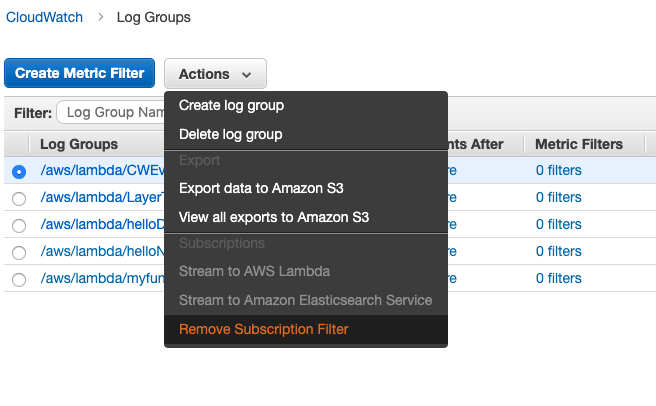 CloudWatch > Log Groups
Create Metric Filter Actions
Create log group
Filter: Log Group Nam
Delete log group
Log Groups nts After Metric Filters
Export
/aws/lambda/CWEv re 0 filters
Export data to Amazon S3
/aws/lambda/LayerT re 0 filters
View all exports to Amazon S3
/aws/lambda/helloD re 0 filters
Subscriptions
/aws/lambda/helloN re 0 filters
Stream to AWS Lambda
/aws/lambda/myfun re 0 filters
Stream to Amazon Elasticsearch Service
Remove Subscription Filter